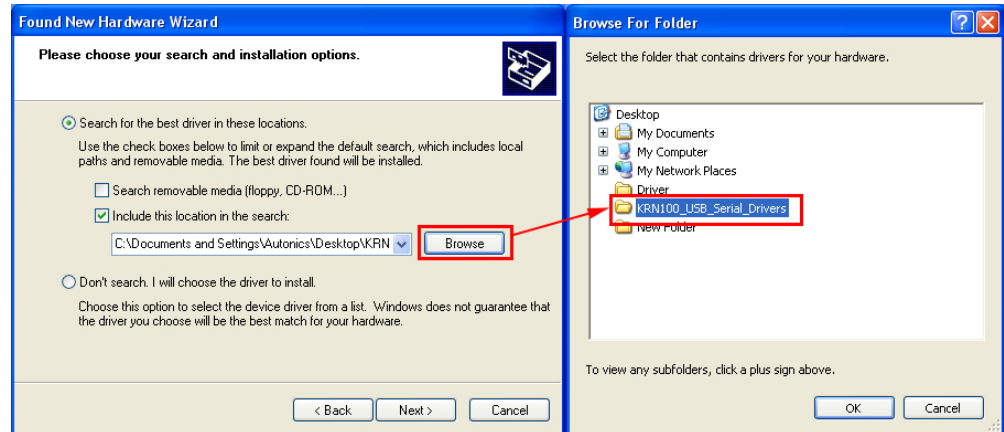 Found New Hardware Wizard
Please choose your search and installation options.
Search for the best driver in these locations.
Use the check boxes below to limit or expand the default search, which includes local
paths and removable media. The best driver found will be installed.
Search removable media (floppy, CD-ROM...)
Include this location in the search:
C:\Documents and Settings\Autonics\Desktop\KRN
Browse
Don't search. I will choose the driver to install.
Choose this option to select the device driver from a list. Windows does not guarantee that
the driver you choose will be the best match for your hardware.
< Back
Next >
Cancel
Browse For Folder
Select the folder that contains drivers for your hardware.
Desktop
My Documents
My Computer
My Network Places
Driver
KRN100_USB_Serial_Drivers
New Folder
To view any subfolders, click a plus sign above.
OK
Cancel